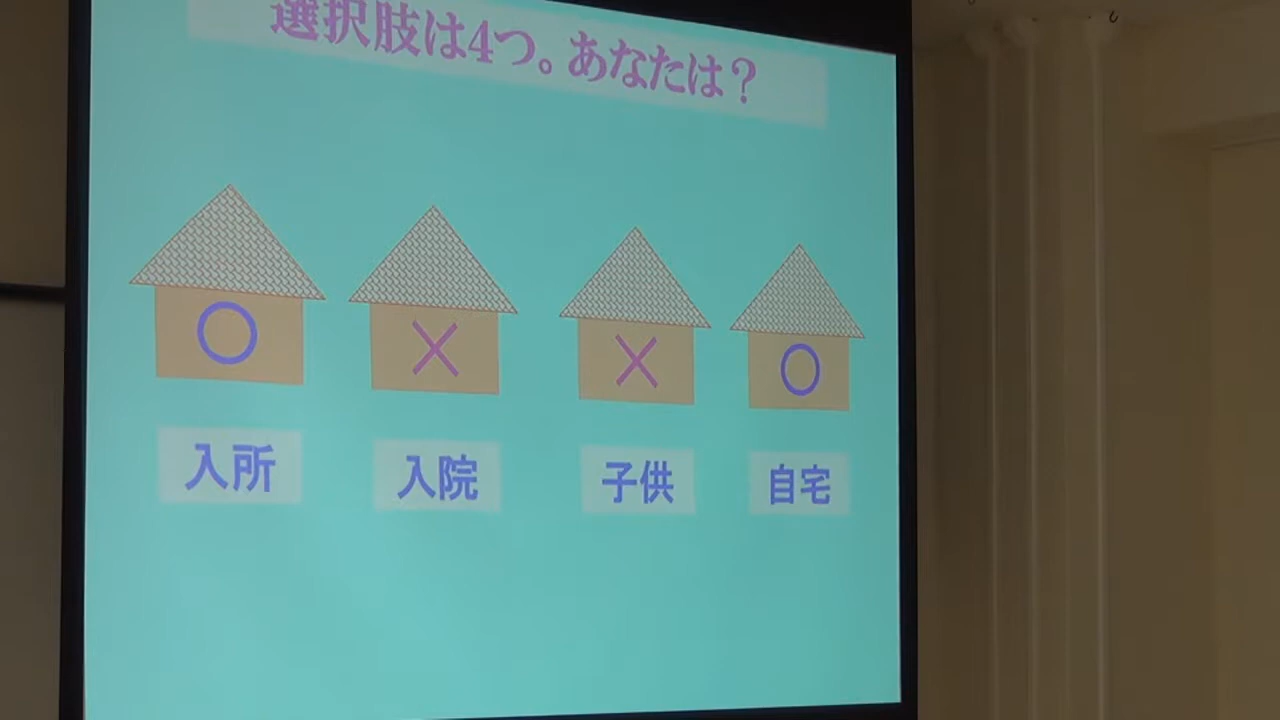 選択肢は4つ。あなたは？
○ × × ○
入所 入院 子供 自宅